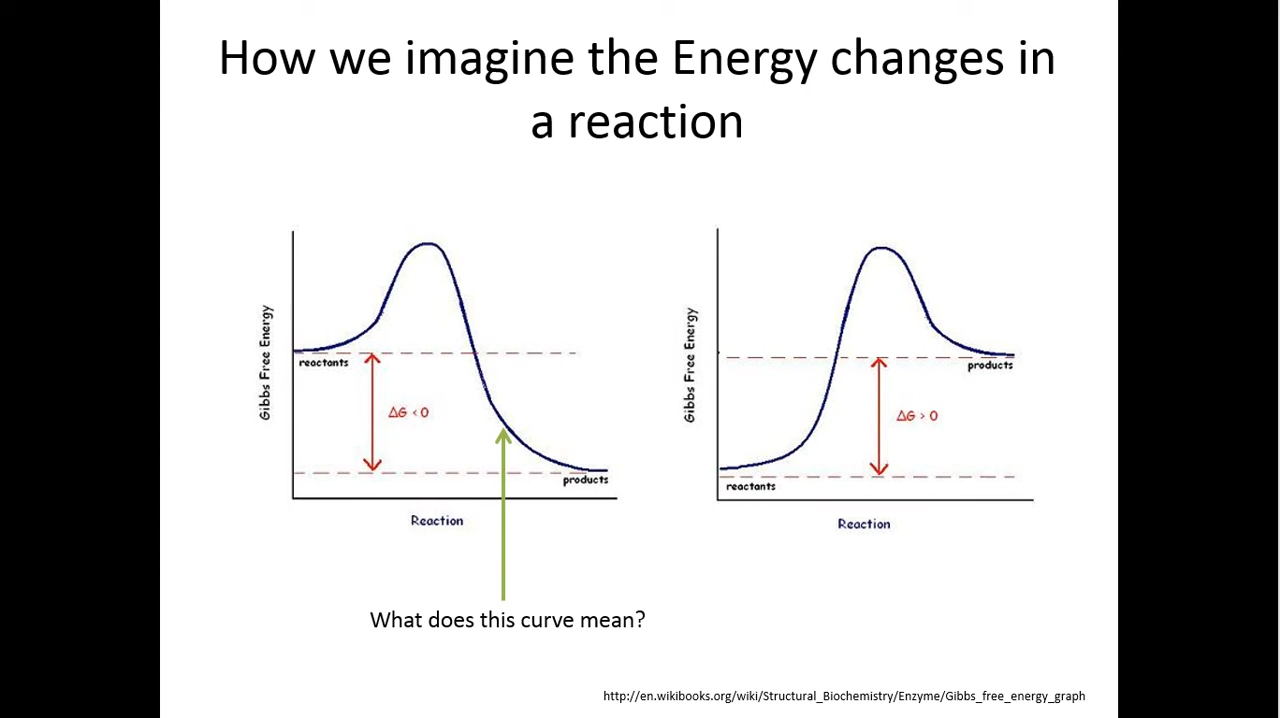 How we imagine the Energy changes in
a reaction
Gibbs Free Energy
reactants
ΔG < 0
products
Reaction
Gibbs Free Energy
products
ΔG > 0
reactants
Reaction
What does this curve mean?
http://en.wikibooks.org/wiki/Structural_Biochemistry/Enzyme/Gibbs_free_energy_graph